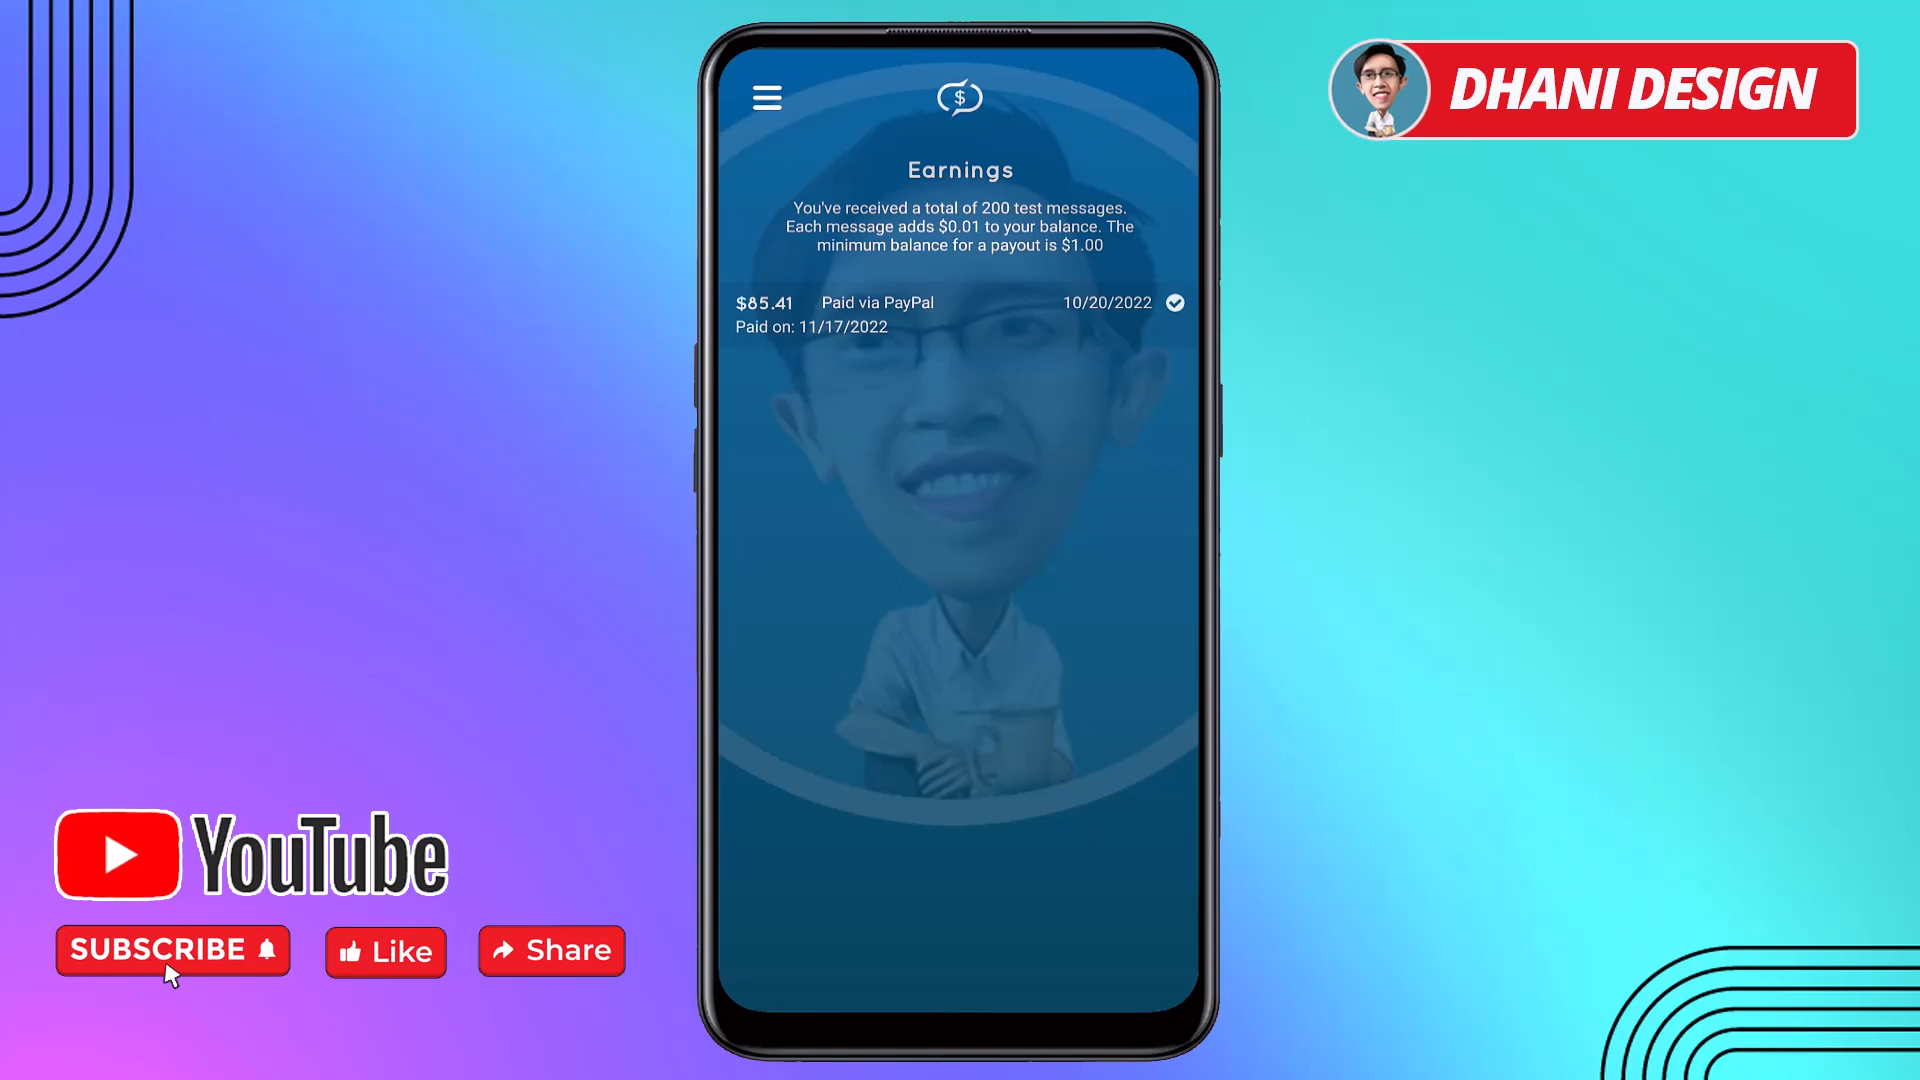 DHANI DESIGN
$
Earnings
You've received a total of 200 test messages.
Each message adds $0.01 to your balance. The
minimum balance for a payout is $1.00
$85.41 Paid via PayPal 10/20/2022
Paid on: 11/17/2022
YouTube
SUBSCRIBE Like Share